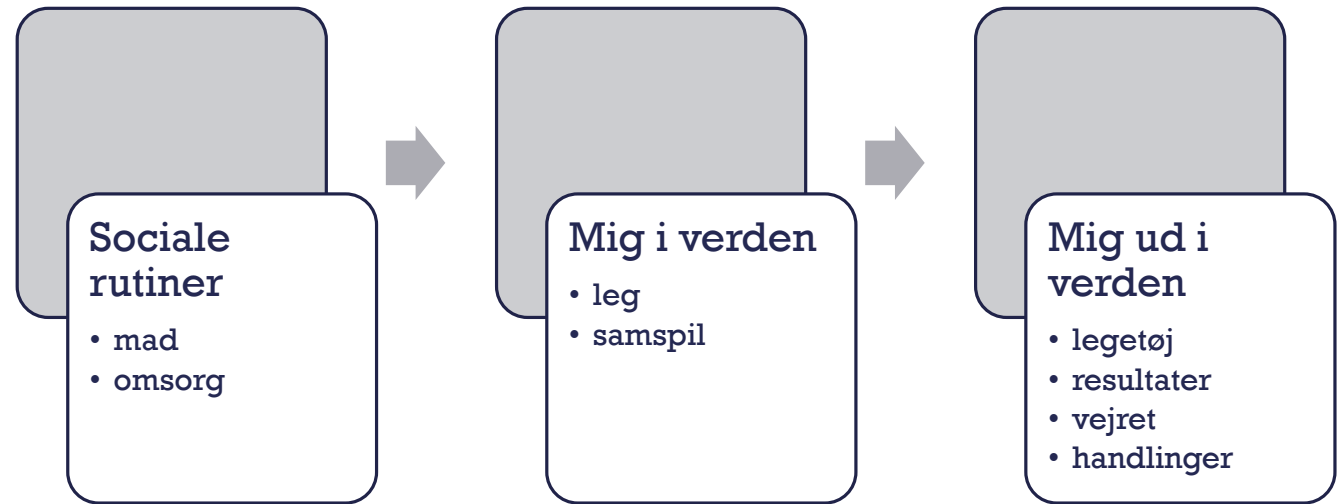 Sociale
rutiner
• mad
• omsorg
Mig i verden
• leg
• samspil
Mig ud i
verden
• legetøj
• resultater
• vejret
• handlinger